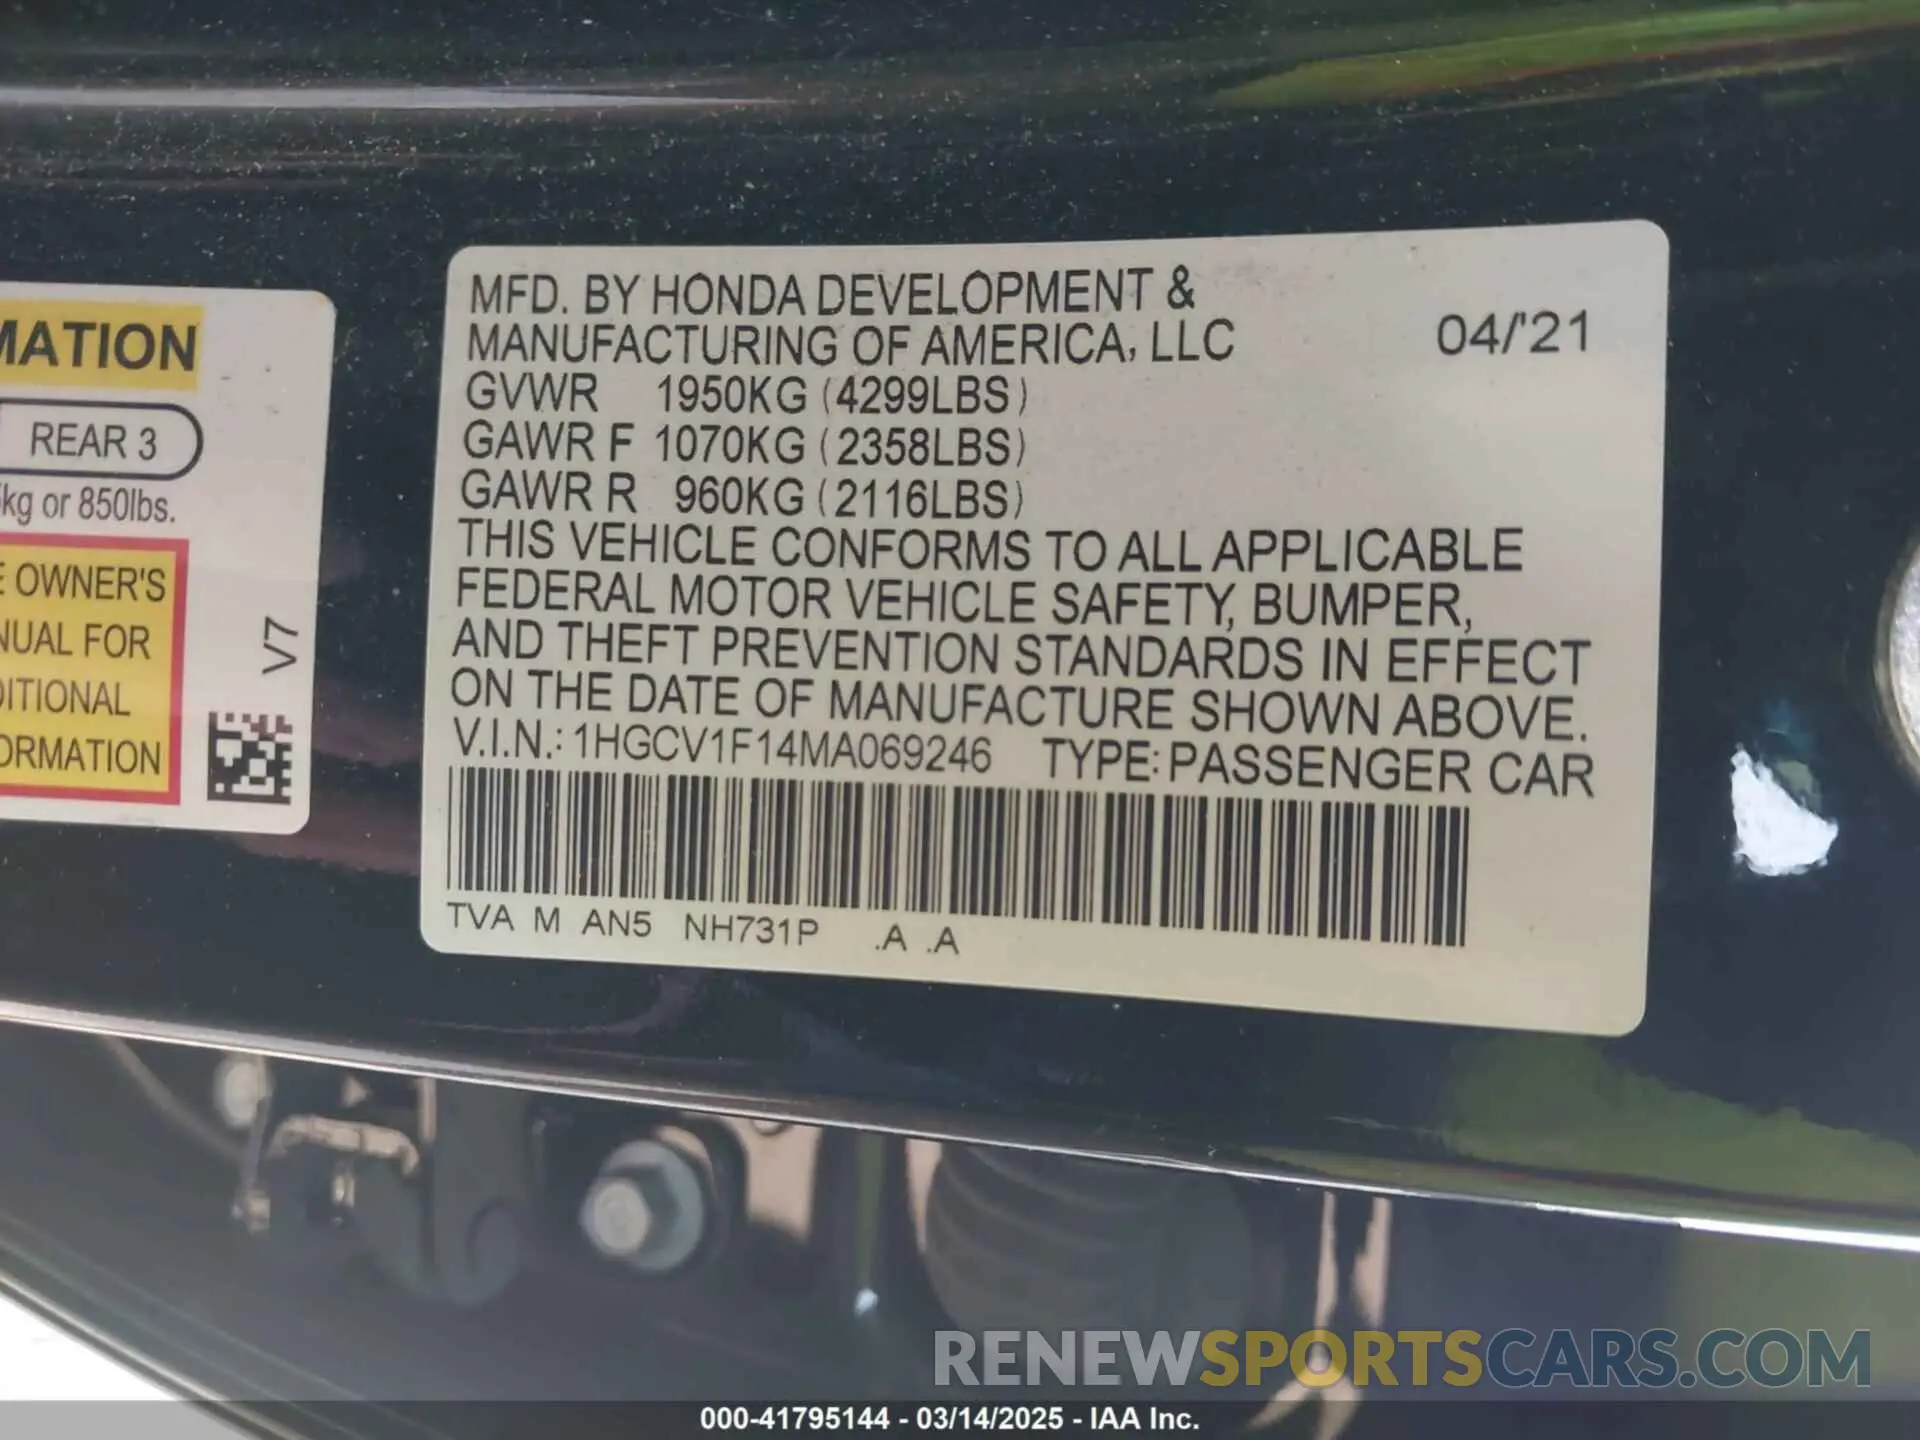 MATION
REAR 3
kg or 850lbs.
OWNER'S
NUAL FOR
DITIONAL
ORMATION
V7
MFD. BY HONDA DEVELOPMENT &
MANUFACTURING OF AMERICA, LLC 04/'21
GVWR 1950KG (4299LBS)
GAWR F 1070KG (2358LBS)
GAWR R 960KG (2116LBS)
THIS VEHICLE CONFORMS TO ALL APPLICABLE
FEDERAL MOTOR VEHICLE SAFETY, BUMPER,
AND THEFT PREVENTION STANDARDS IN EFFECT
ON THE DATE OF MANUFACTURE SHOWN ABOVE.
V.I.N.: 1HGCV1F14MA069246 TYPE: PASSENGER CAR
TVA M AN5 NH731P .A .A
RENEWSPORTSCARS.COM
000-41795144 - 03/14/2025 - IAA Inc.